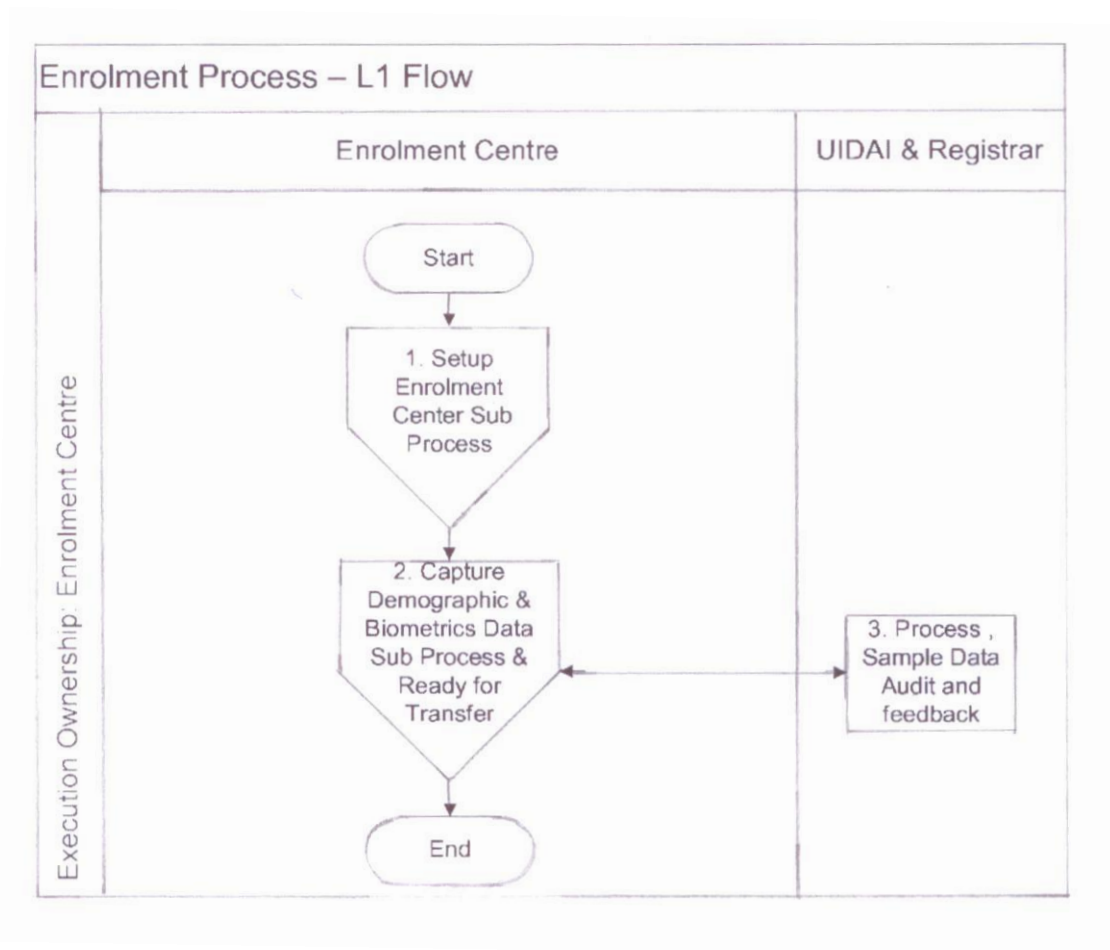 Enrolment Process – L1 Flow
Enrolment Centre
UIDAI & Registrar
Execution Ownership: Enrolment Centre
Start
1. Setup
Enrolment
Center Sub
Process
2. Capture
Demographic &
Biometrics Data
Sub Process &
Ready for
Transfer
3. Process ,
Sample Data
Audit and
feedback
End